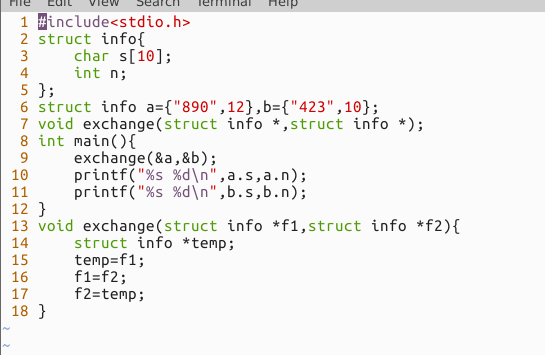 File Edit View Search Terminal Help
1 #include<stdio.h>
2 struct info{
3     char s[10];
4     int n;
5 };
6 struct info a={"890",12},b={"423",10};
7 void exchange(struct info *,struct info *);
8 int main(){
9     exchange(&a,&b);
10     printf("%s %d\n",a.s,a.n);
11     printf("%s %d\n",b.s,b.n);
12 }
13 void exchange(struct info *f1,struct info *f2){
14     struct info *temp;
15     temp=f1;
16     f1=f2;
17     f2=temp;
18 }
~
~